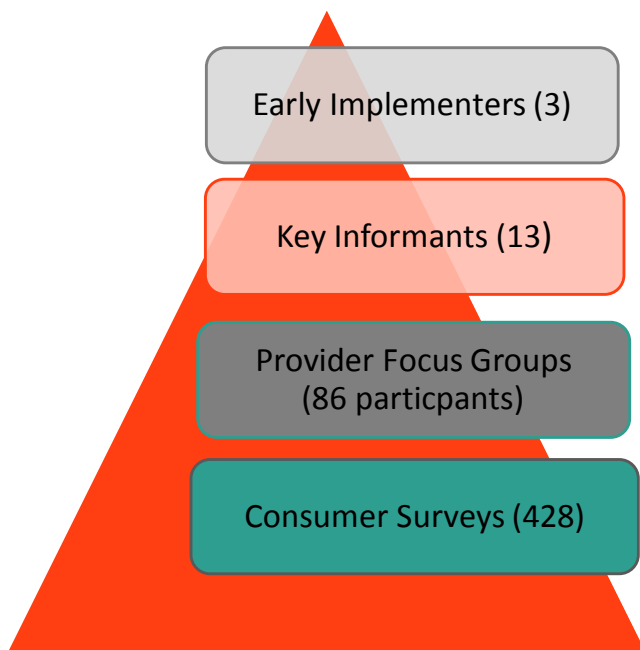 Early Implementers (3)
Key Informants (13)
Provider Focus Groups
(86 particpants)
Consumer Surveys (428)